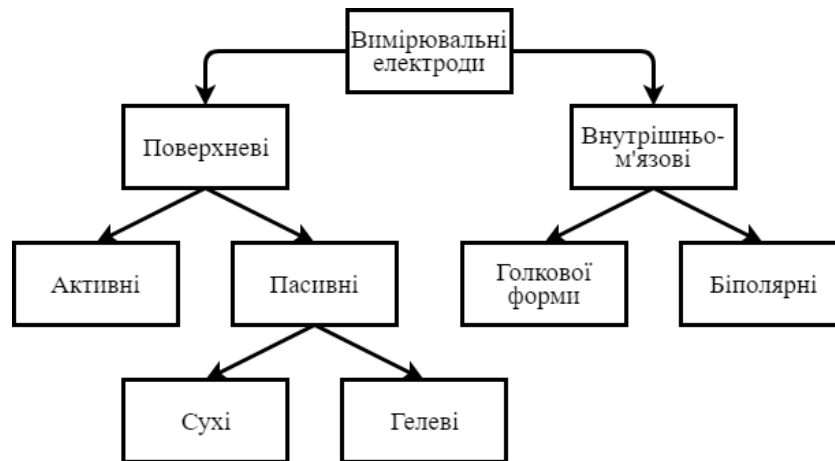 Вимірювальні
електроди
Поверхневі
Внутрішньо-
м'язові
Активні
Пасивні
Голкової
форми
Біполярні
Сухі
Гелеві